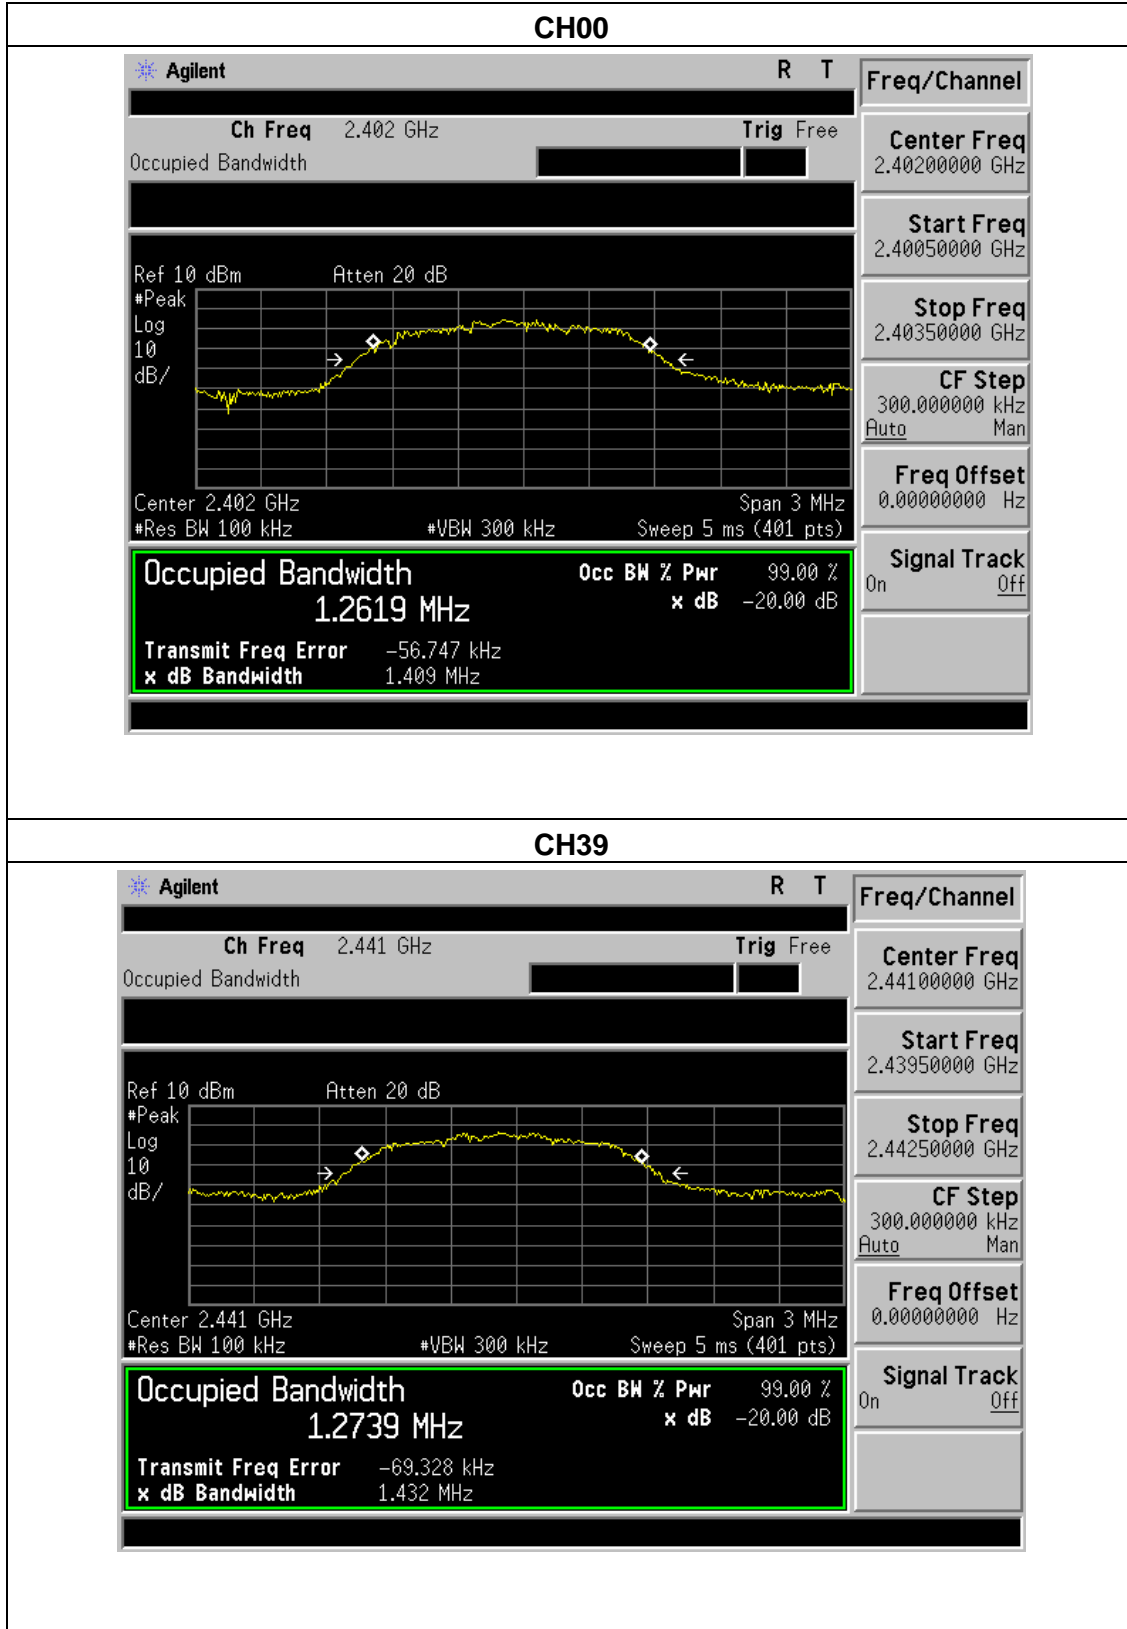 CH00
Agilent R T
Freq/Channel
Ch Freq 2.402 GHz Trig Free
Occupied Bandwidth
Center Freq
2.40200000 GHz
Start Freq
2.40050000 GHz
Stop Freq
2.40350000 GHz
CF Step
300.000000 kHz
Auto Man
Freq Offset
0.00000000 Hz
Signal Track
On Off
Ref 10 dBm Atten 20 dB
#Peak
Log
10
dB/
Center 2.402 GHz Span 3 MHz
#Res BW 100 kHz #VBW 300 kHz Sweep 5 ms (401 pts)
Occupied Bandwidth Occ BW % Pwr 99.00 %
1.2619 MHz x dB -20.00 dB
Transmit Freq Error -56.747 kHz
x dB Bandwidth 1.409 MHz
CH39
Agilent R T
Freq/Channel
Ch Freq 2.441 GHz Trig Free
Occupied Bandwidth
Center Freq
2.44100000 GHz
Start Freq
2.43950000 GHz
Stop Freq
2.44250000 GHz
CF Step
300.000000 kHz
Auto Man
Freq Offset
0.00000000 Hz
Signal Track
On Off
Ref 10 dBm Atten 20 dB
#Peak
Log
10
dB/
Center 2.441 GHz Span 3 MHz
#Res BW 100 kHz #VBW 300 kHz Sweep 5 ms (401 pts)
Occupied Bandwidth Occ BW % Pwr 99.00 %
1.2739 MHz x dB -20.00 dB
Transmit Freq Error -69.328 kHz
x dB Bandwidth 1.432 MHz